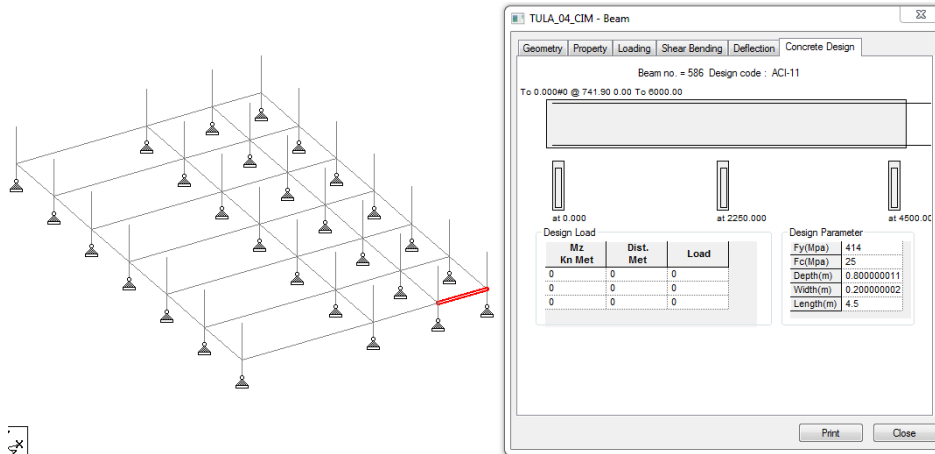 TULA_04_CIM - Beam
Geometry Property Loading Shear Bending Deflection Concrete Design
Beam no. = 586 Design code : ACI-11
To 0.000#0 @ 741.90 0.00 To 6000.00
at 0.000 at 2250.000 at 4500.00
Design Load Design Parameter
Mz Kn Met Dist. Met Load
0 0 0
0 0 0
0 0 0
Fy(Mpa) 414
Fc(Mpa) 25
Depth(m) 0.800000011
Width(m) 0.200000002
Length(m) 4.5
Print Close
X